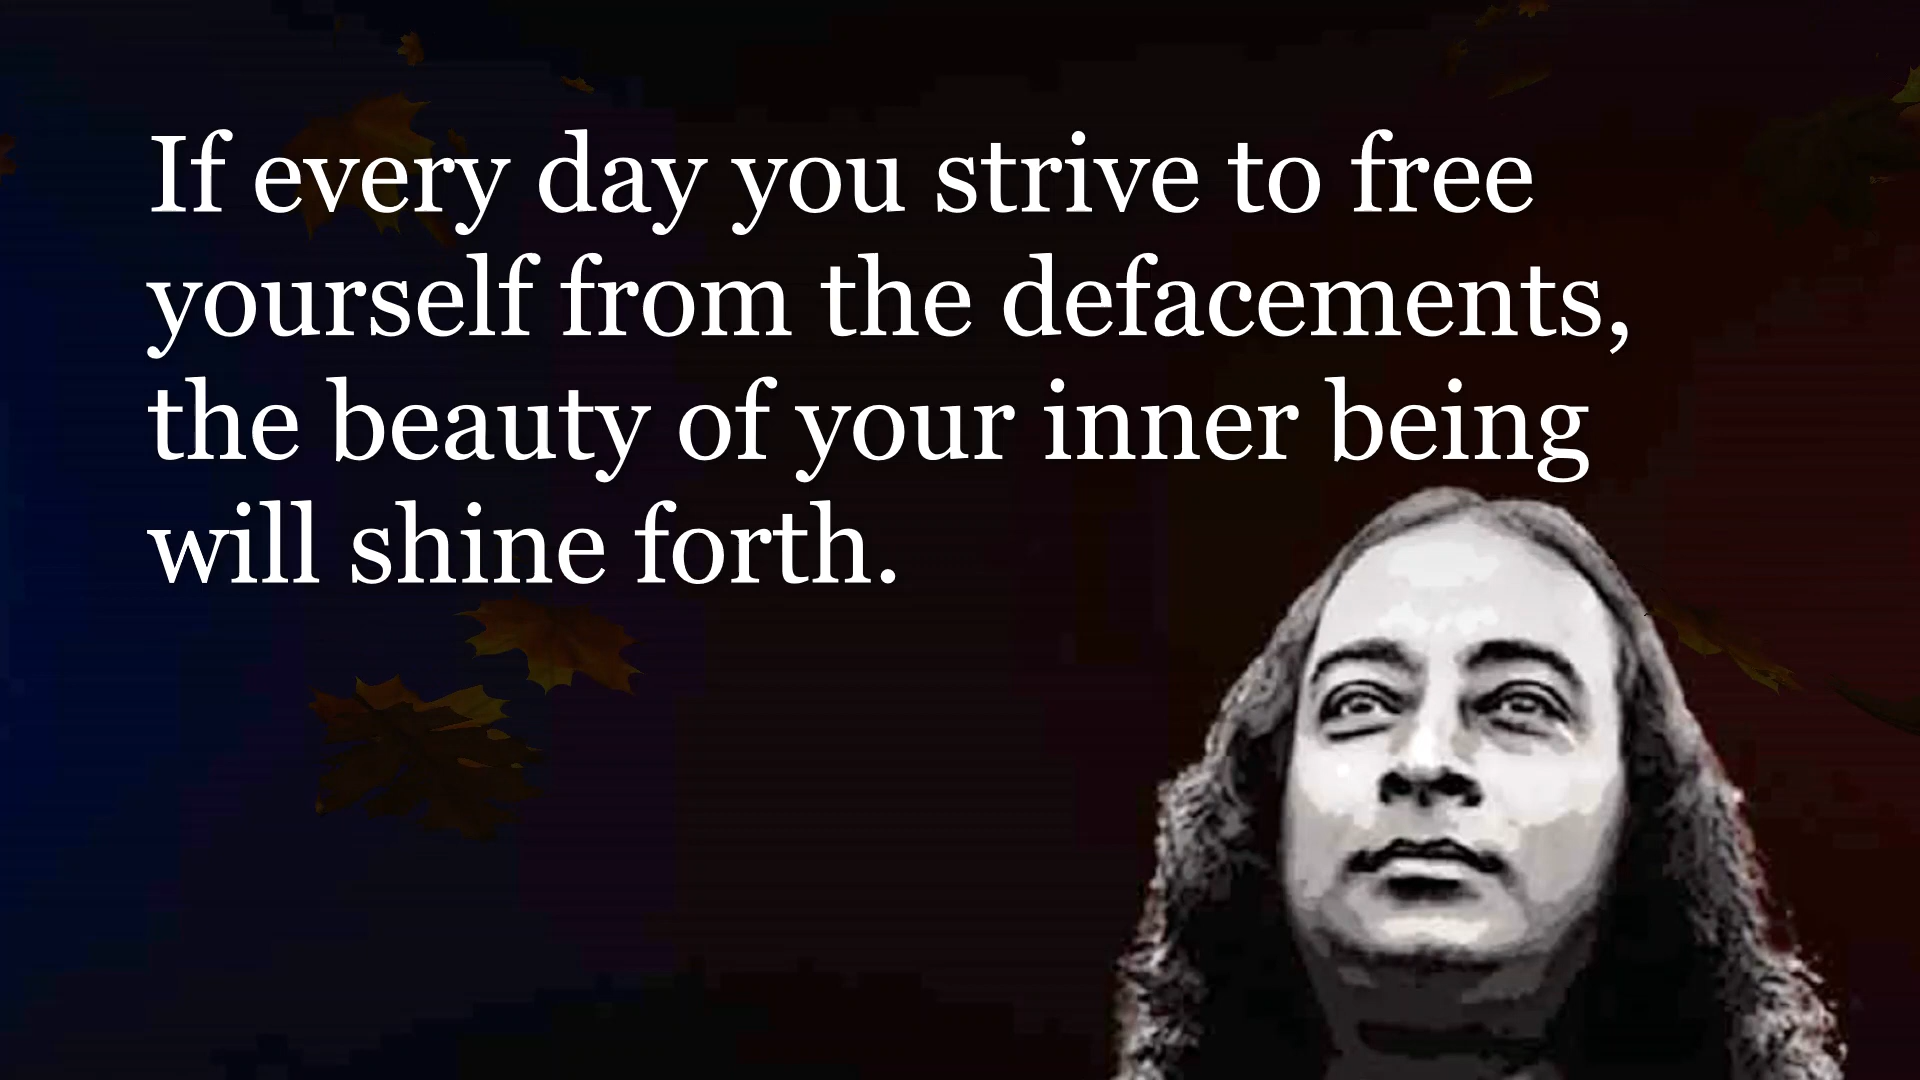 If every day you strive to free
yourself from the defacements,
the beauty of your inner being
will shine forth.